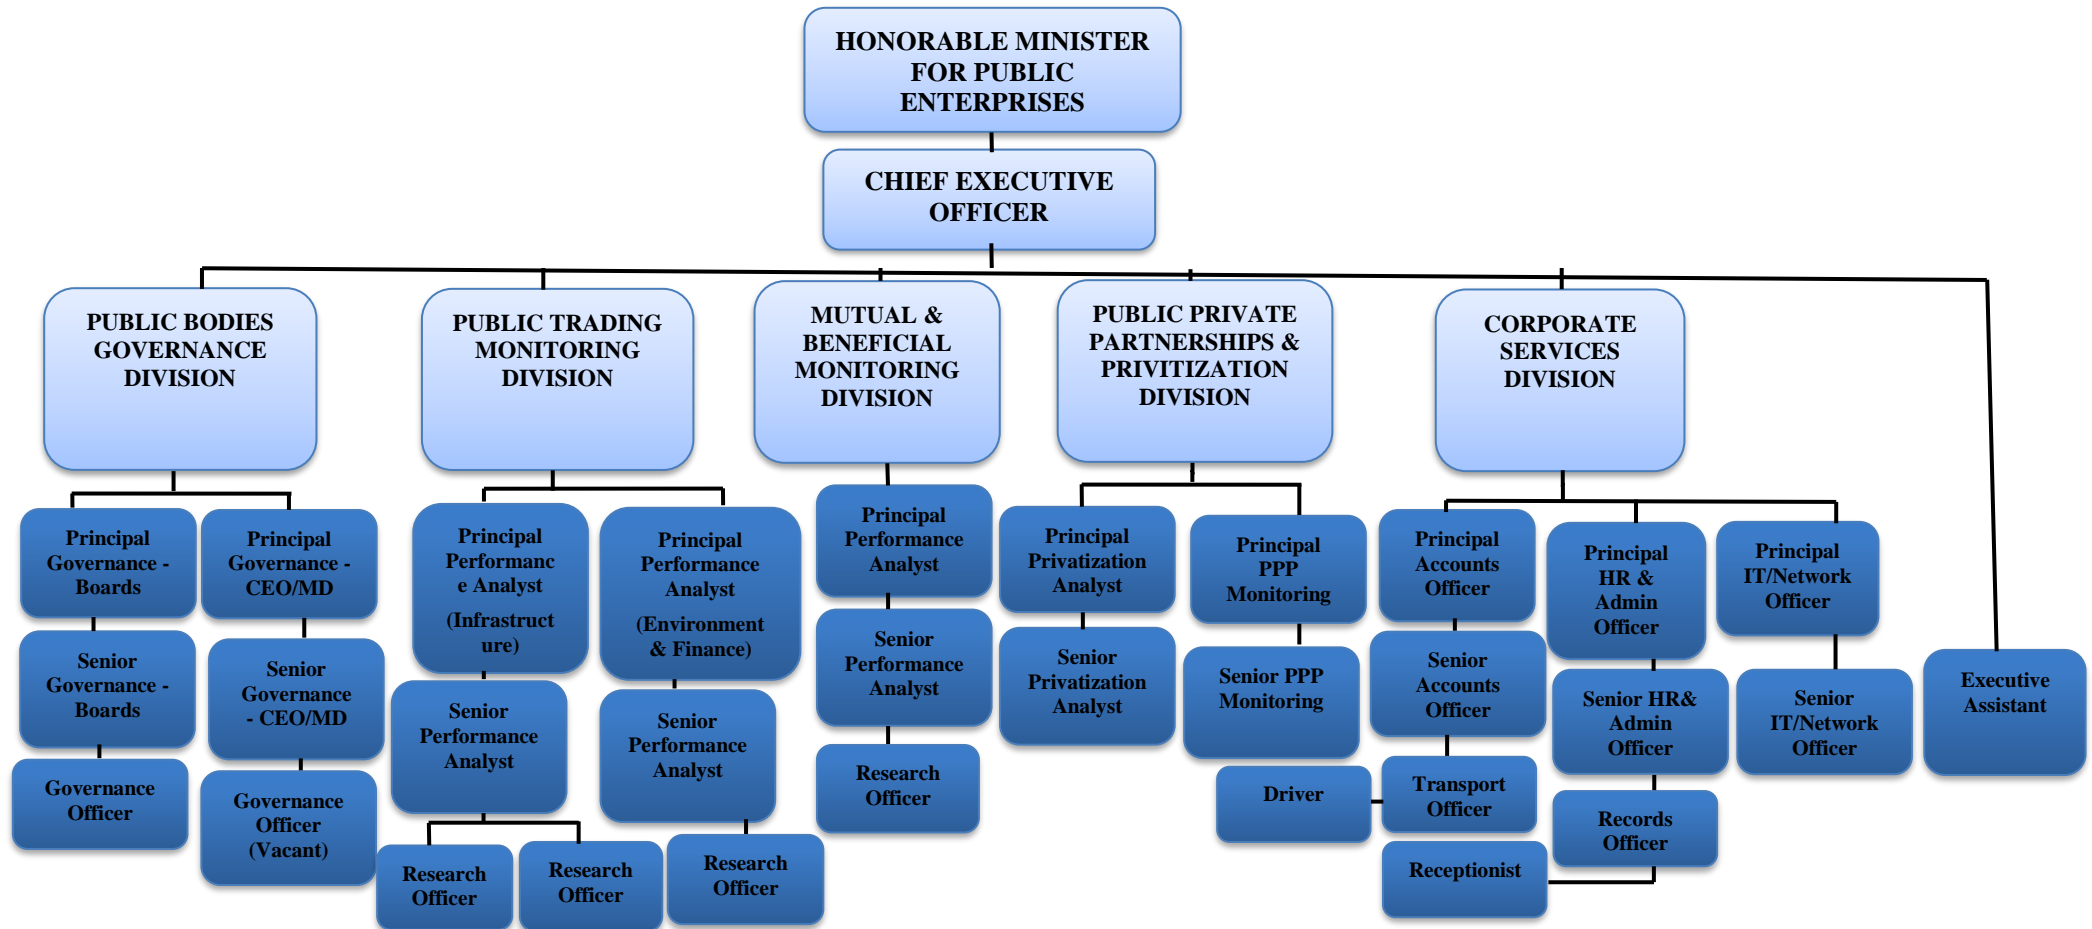 HONORABLE MINISTER
FOR PUBLIC
ENTERPRISES
CHIEF EXECUTIVE
OFFICER
PUBLIC BODIES
GOVERNANCE
DIVISION
PUBLIC TRADING
MONITORING
DIVISION
MUTUAL &
BENEFICIAL
MONITORING
DIVISION
PUBLIC PRIVATE
PARTNERSHIPS &
PRIVITIZATION
DIVISION
CORPORATE
SERVICES
DIVISION
Principal
Governance -
Boards
Principal
Governance -
CEO/MD
Principal
Performanc
e Analyst
(Infrastruct
ure)
Principal
Performance
Analyst
(Environment
& Finance)
Principal
Performance
Analyst
Principal
Privatization
Analyst
Principal
PPP
Monitoring
Principal
Accounts
Officer
Principal
HR &
Admin
Officer
Principal
IT/Network
Officer
Senior
Governance -
Boards
Senior
Governance
- CEO/MD
Senior
Performance
Analyst
Senior
Performance
Analyst
Senior
Performance
Analyst
Senior
Privatization
Analyst
Senior PPP
Monitoring
Senior
Accounts
Officer
Senior HR&
Admin
Officer
Senior
IT/Network
Officer
Executive
Assistant
Governance
Officer
Governance
Officer
(Vacant)
Research
Officer
Research
Officer
Research
Officer
Research
Officer
Driver
Transport
Officer
Records
Officer
Receptionist